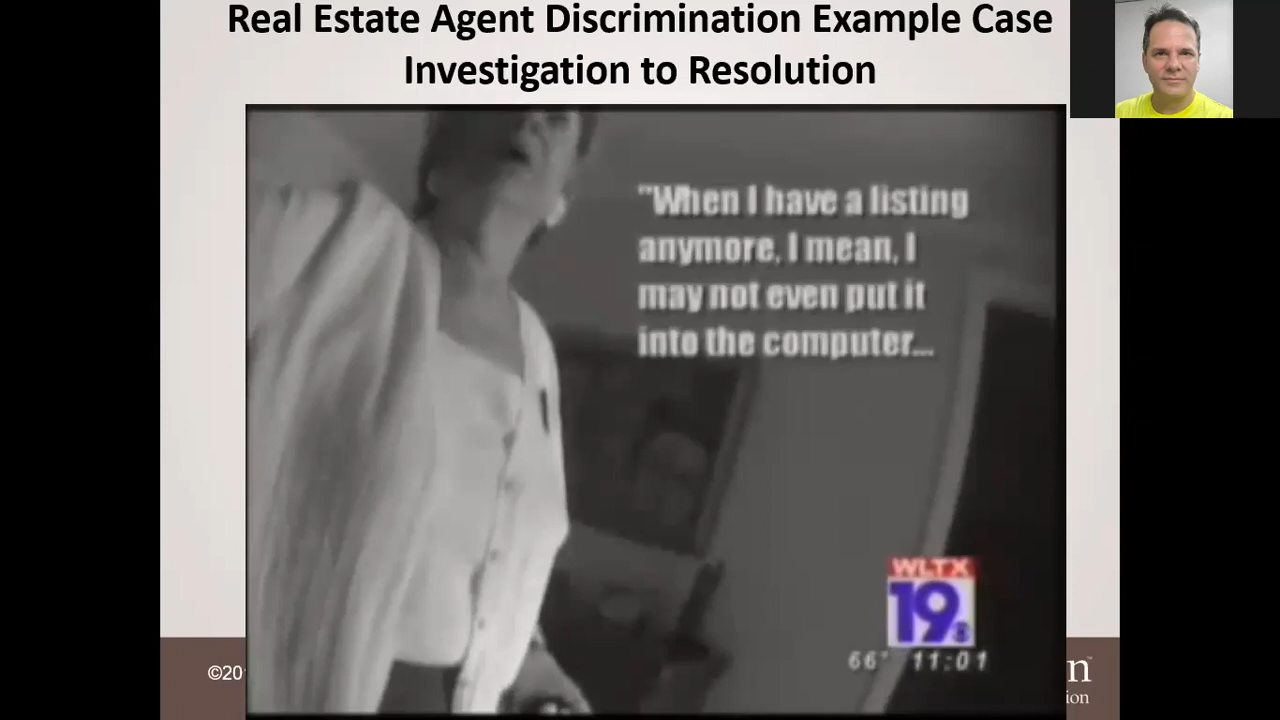 Real Estate Agent Discrimination Example Case
Investigation to Resolution
"When I have a listing
anymore, I mean, I
may not even put it
into the computer...
WLTX
19
8
66° 11:01
©20
n
ion